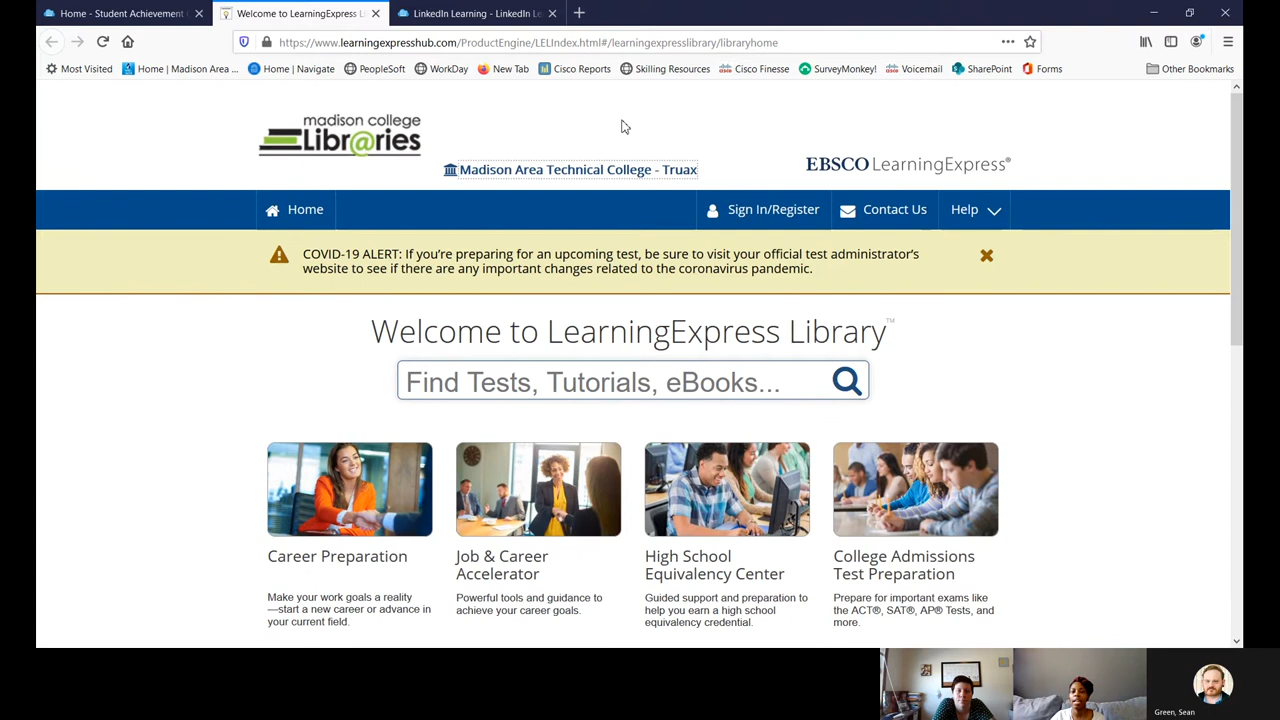 Home - Student Achievement
Welcome to LearningExpress L
LinkedIn Learning - LinkedIn Le
https://www.learningexpresshub.com/ProductEngine/LELIndex.html#/learningexpresslibrary/libraryhome
Most Visited
Home | Madison Area ...
Home | Navigate
PeopleSoft
WorkDay
New Tab
Cisco Reports
Skilling Resources
Cisco Finesse
SurveyMonkey!
Voicemail
SharePoint
Forms
Other Bookmarks
madison college
Libr@ries
Madison Area Technical College - Truax
EBSCO LearningExpress®
Home
Sign In/Register
Contact Us
Help
COVID-19 ALERT: If you're preparing for an upcoming test, be sure to visit your official test administrator's
website to see if there are any important changes related to the coronavirus pandemic.
Welcome to LearningExpress Library™
Find Tests, Tutorials, eBooks...
Career Preparation
Make your work goals a reality
—start a new career or advance in
your current field.
Job & Career
Accelerator
Powerful tools and guidance to
achieve your career goals.
High School
Equivalency Center
Guided support and preparation to
help you earn a high school
equivalency credential.
College Admissions
Test Preparation
Prepare for important exams like
the ACT®, SAT®, AP® Tests, and
more.
Green, Sean